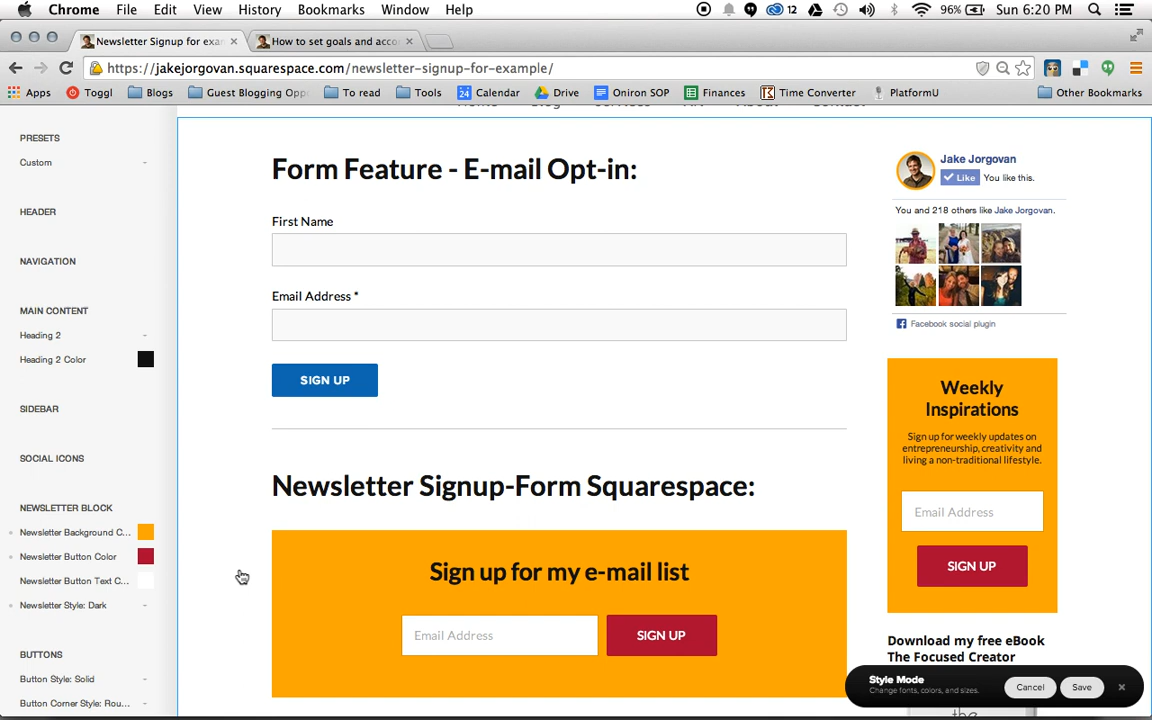 Chrome File Edit View History Bookmarks Window Help 12 96% Sun 6:20 PM
Newsletter Signup for exa
How to set goals and acco
https://jakejorgovan.squarespace.com/newsletter-signup-for-example/
Apps Toggl Blogs Guest Blogging Opp To read Tools 24 Calendar Drive Oniron SOP Finances Time Converter PlatformU Other Bookmarks
PRESETS
Custom
HEADER
NAVIGATION
MAIN CONTENT
Heading 2
Heading 2 Color
SIDEBAR
SOCIAL ICONS
NEWSLETTER BLOCK
Newsletter Background C...
Newsletter Button Color
Newsletter Button Text C...
Newsletter Style: Dark
BUTTONS
Button Style: Solid
Button Corner Style: Rou...
Form Feature - E-mail Opt-in:
First Name
Email Address *
SIGN UP
Newsletter Signup-Form Squarespace:
Sign up for my e-mail list
Email Address
SIGN UP
Jake Jorgovan
Like You like this.
You and 218 others like Jake Jorgovan.
Facebook social plugin
Weekly
Inspirations
Sign up for weekly updates on
entrepreneurship, creativity and
living a non-traditional lifestyle.
Email Address
SIGN UP
Download my free eBook
The Focused Creator
Style Mode
Change fonts, colors, and sizes.
Cancel
Save
the